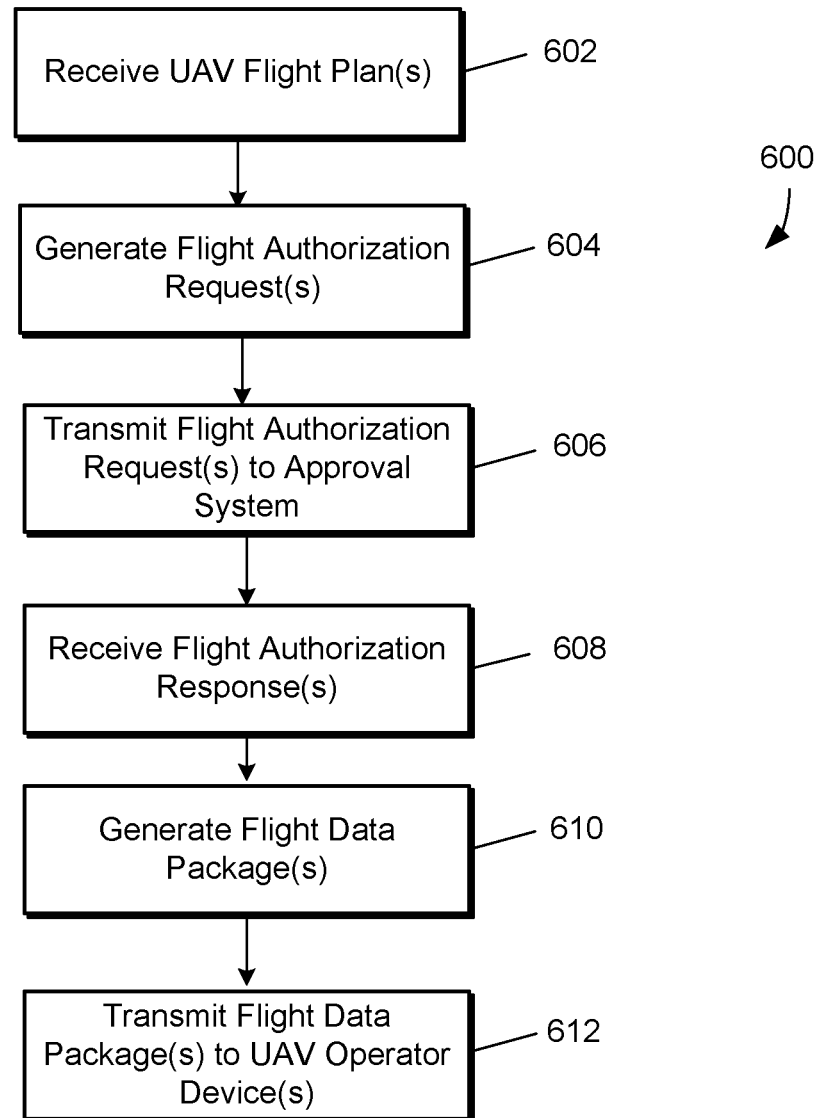 Receive UAV Flight Plan(s)
602
600
Generate Flight Authorization
Request(s)
604
Transmit Flight Authorization
Request(s) to Approval
System
606
Receive Flight Authorization
Response(s)
608
Generate Flight Data
Package(s)
610
Transmit Flight Data
Package(s) to UAV Operator
Device(s)
612